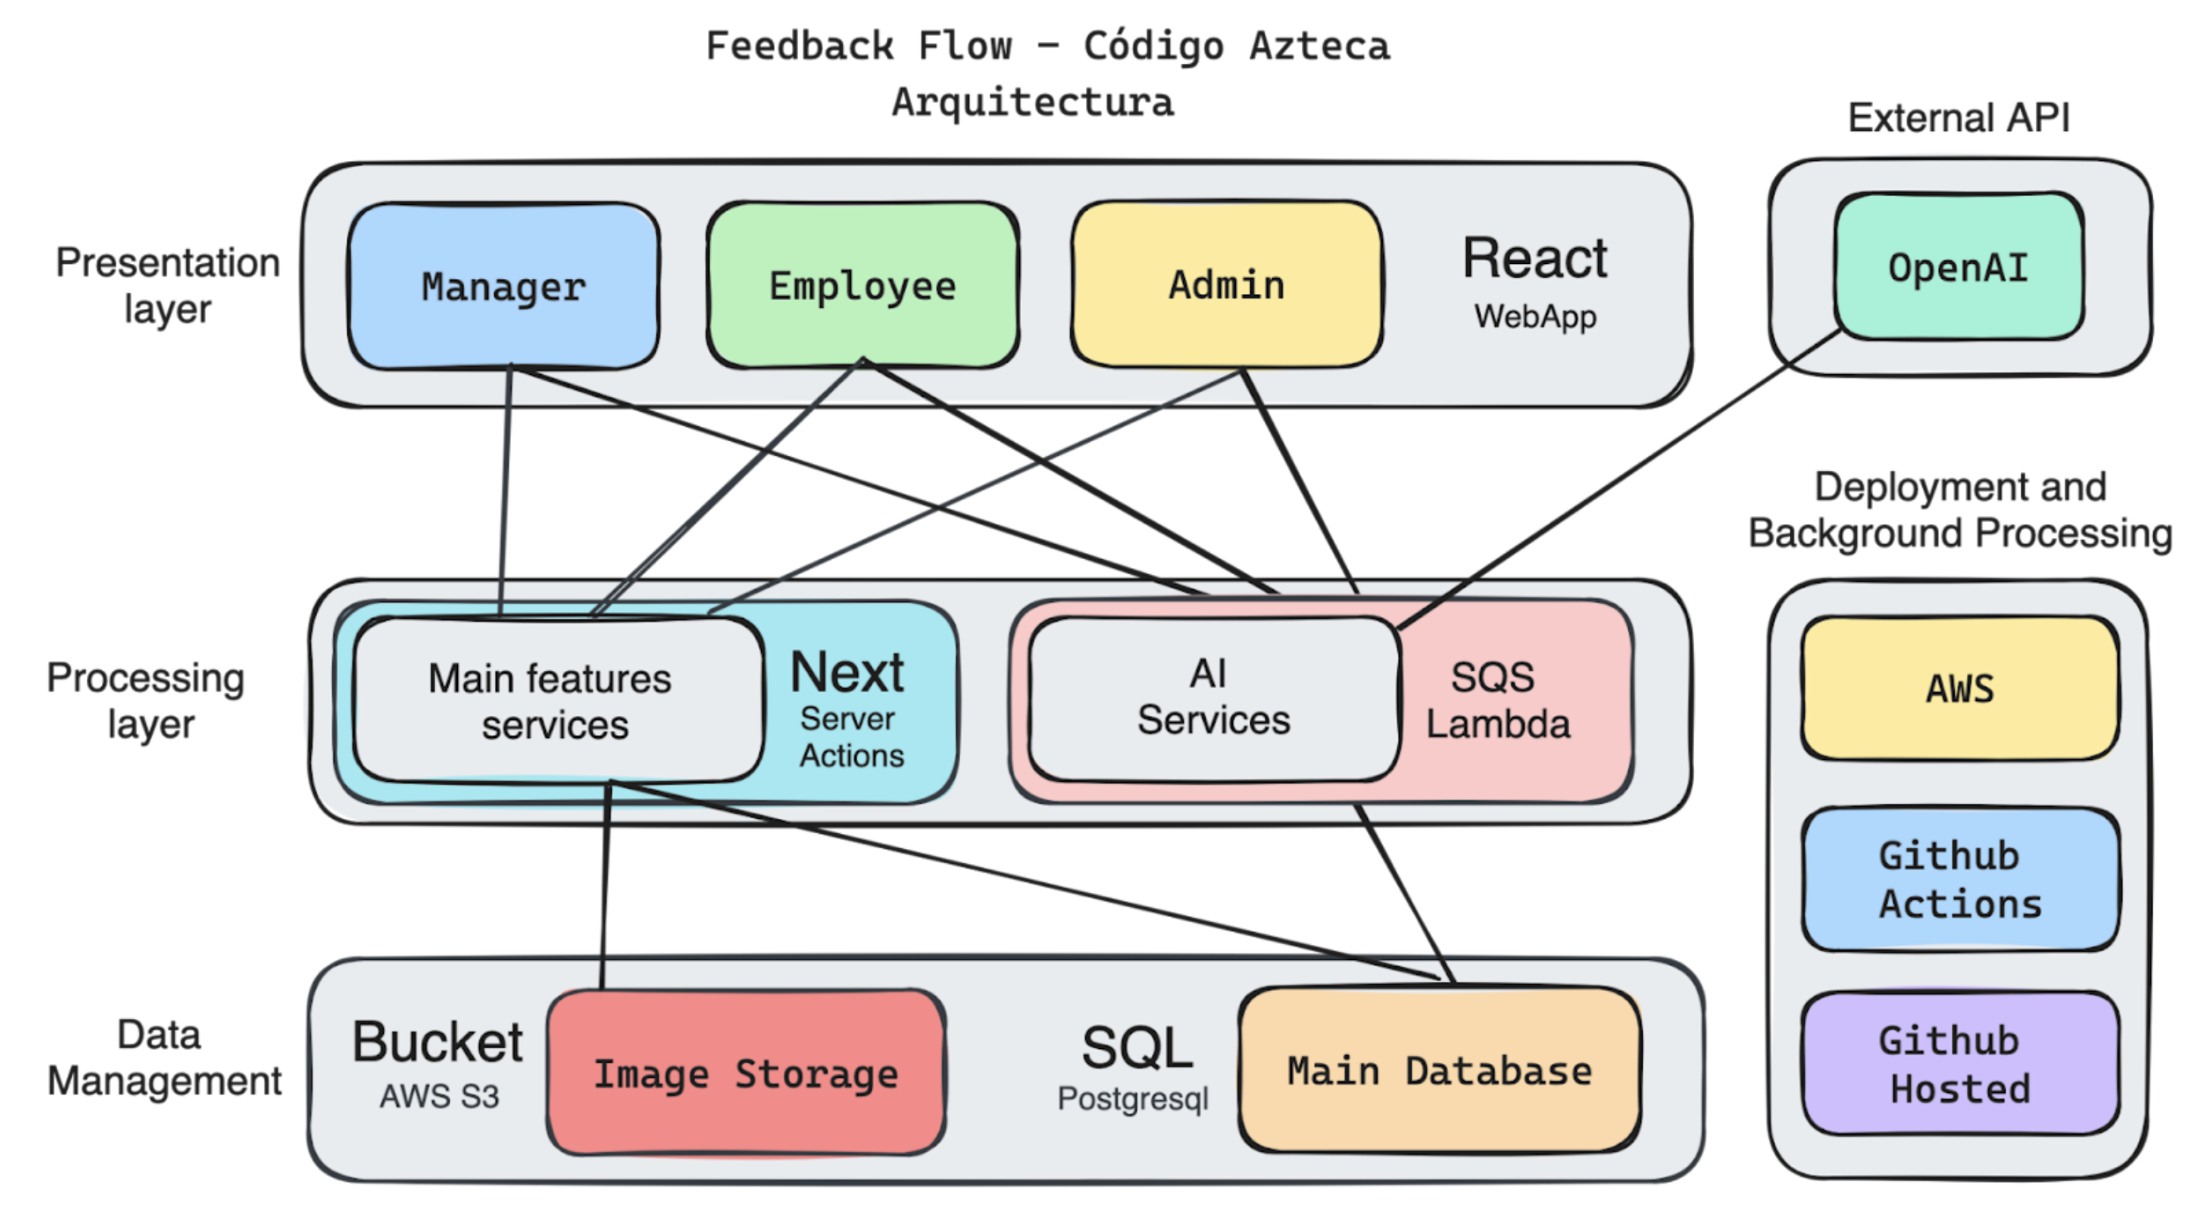 Feedback Flow - Código Azteca
Arquitectura
External API
Presentation
layer
Manager
Employee
Admin
React
WebApp
OpenAI
Deployment and
Background Processing
Processing
layer
Main features
services
Next
Server
Actions
AI
Services
SQS
Lambda
AWS
Github
Actions
Github
Hosted
Data
Management
Bucket
AWS S3
Image Storage
SQL
Postgresql
Main Database